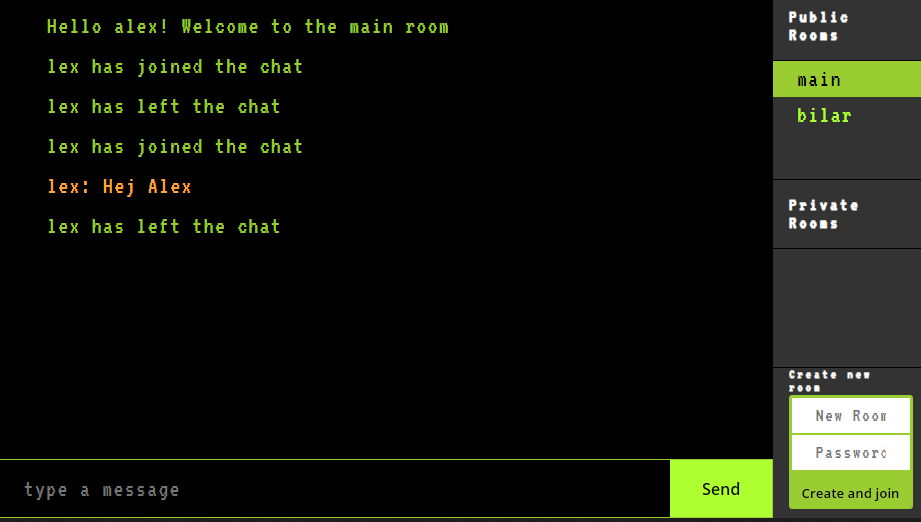 Hello alex! Welcome to the main room
lex has joined the chat
lex has left the chat
lex has joined the chat
lex: Hej Alex
lex has left the chat
type a message
Send
Public
Rooms
main
bilar
Private
Rooms
Create new
room
New Room
Password
Create and join